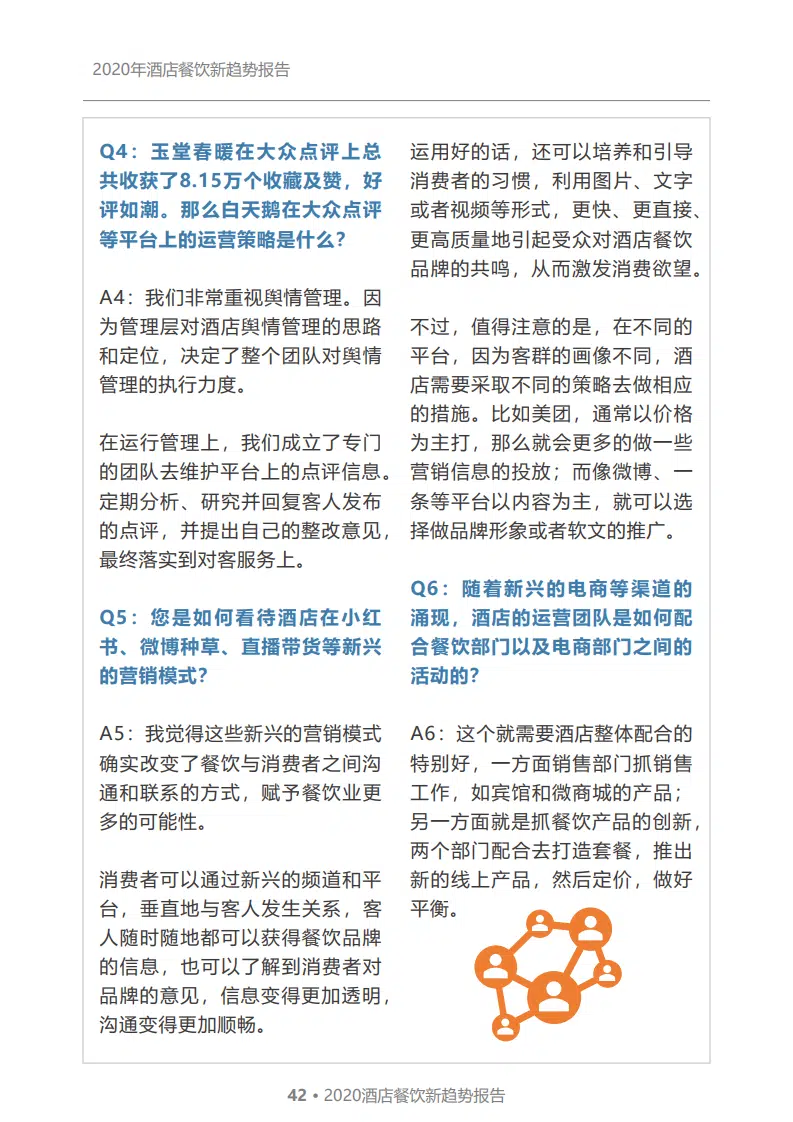 2020年酒店餐饮新趋势报告
Q4：玉堂春暖在大众点评上总
共收获了8.15万个收藏及赞，好
评如潮。那么白天鹅在大众点评
等平台上的运营策略是什么？
A4：我们非常重视舆情管理。因
为管理层对酒店舆情管理的思路
和定位，决定了整个团队对舆情
管理的执行力度。
在运行管理上，我们成立了专门
的团队去维护平台上的点评信息。
定期分析、研究并回复客人发布
的点评，并提出自己的整改意见，
最终落实到对客服务上。
Q5：您是如何看待酒店在小红
书、微博种草、直播带货等新兴
的营销模式？
A5：我觉得这些新兴的营销模式
确实改变了餐饮与消费者之间沟
通和联系的方式，赋予餐饮业更
多的可能性。
消费者可以通过新兴的频道和平
台，垂直地与客人发生关系，客
人随时随地都可以获得餐饮品牌
的信息，也可以了解到消费者对
品牌的意见，信息变得更加透明，
沟通变得更加顺畅。
运用好的话，还可以培养和引导
消费者的习惯，利用图片、文字
或者视频等形式，更快、更直接、
更高质量地引起受众对酒店餐饮
品牌的共鸣，从而激发消费欲望。
不过，值得注意的是，在不同的
平台，因为客群的画像不同，酒
店需要采取不同的策略去做相应
的措施。比如美团，通常以价格
为主打，那么就会更多的做一些
营销信息的投放；而像微博、一
条等平台以内容为主，就可以选
择做品牌形象或者软文的推广。
Q6：随着新兴的电商等渠道的
涌现，酒店的运营团队是如何配
合餐饮部门以及电商部门之间的
活动的？
A6：这个就需要酒店整体配合的
特别好，一方面销售部门抓销售
工作，如宾馆和微商城的产品；
另一方面就是抓餐饮产品的创新，
两个部门配合去打造套餐，推出
新的线上产品，然后定价，做好
平衡。
42 • 2020酒店餐饮新趋势报告